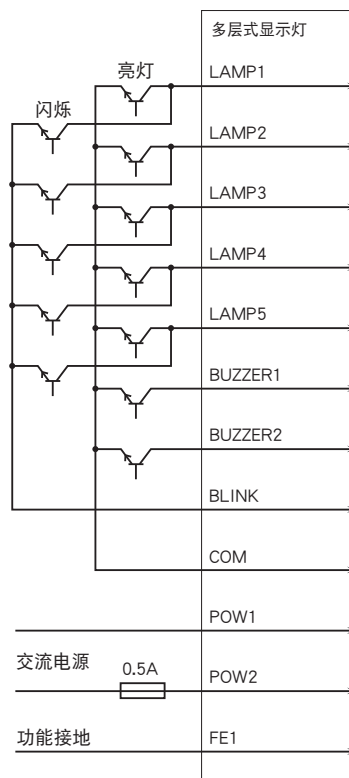 多层式显示灯
亮灯
LAMP1
闪烁
LAMP2
LAMP3
LAMP4
LAMP5
BUZZER1
BUZZER2
BLINK
COM
POW1
交流电源
0.5A
POW2
功能接地
FE1